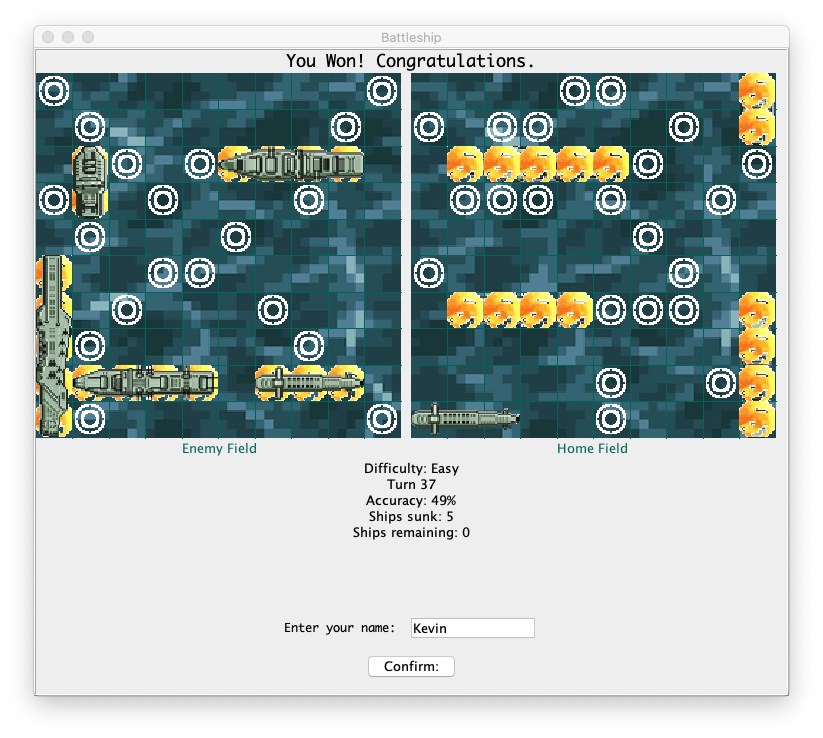 Battleship
You Won! Congratulations.
Enemy Field
Home Field
Difficulty: Easy
Turn 37
Accuracy: 49%
Ships sunk: 5
Ships remaining: 0
Enter your name: Kevin
Confirm: